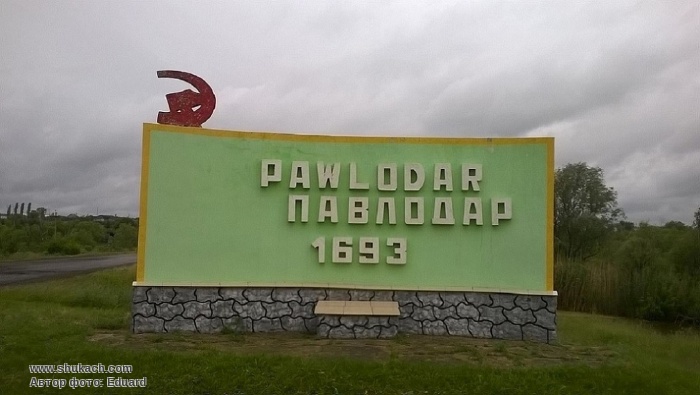 PAWLODAR
ПАВЛОДАР
1693
www.shukach.com
Автор фото: Eduard